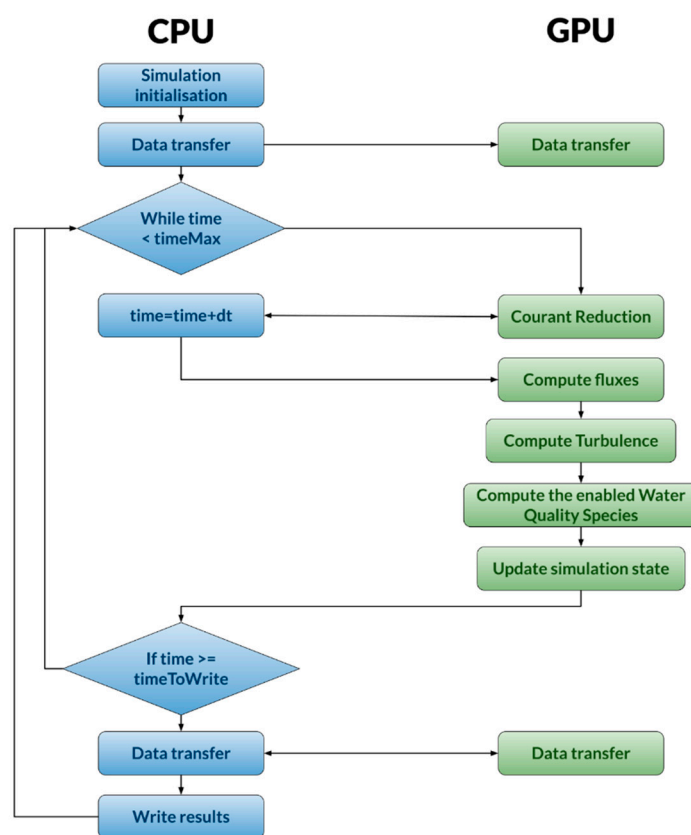 CPU
GPU
Simulation
initialisation
Data transfer
Data transfer
While time
< timeMax
time=time+dt
Courant Reduction
Compute fluxes
Compute Turbulence
Compute the enabled Water
Quality Species
Update simulation state
If time >=
timeToWrite
Data transfer
Data transfer
Write results